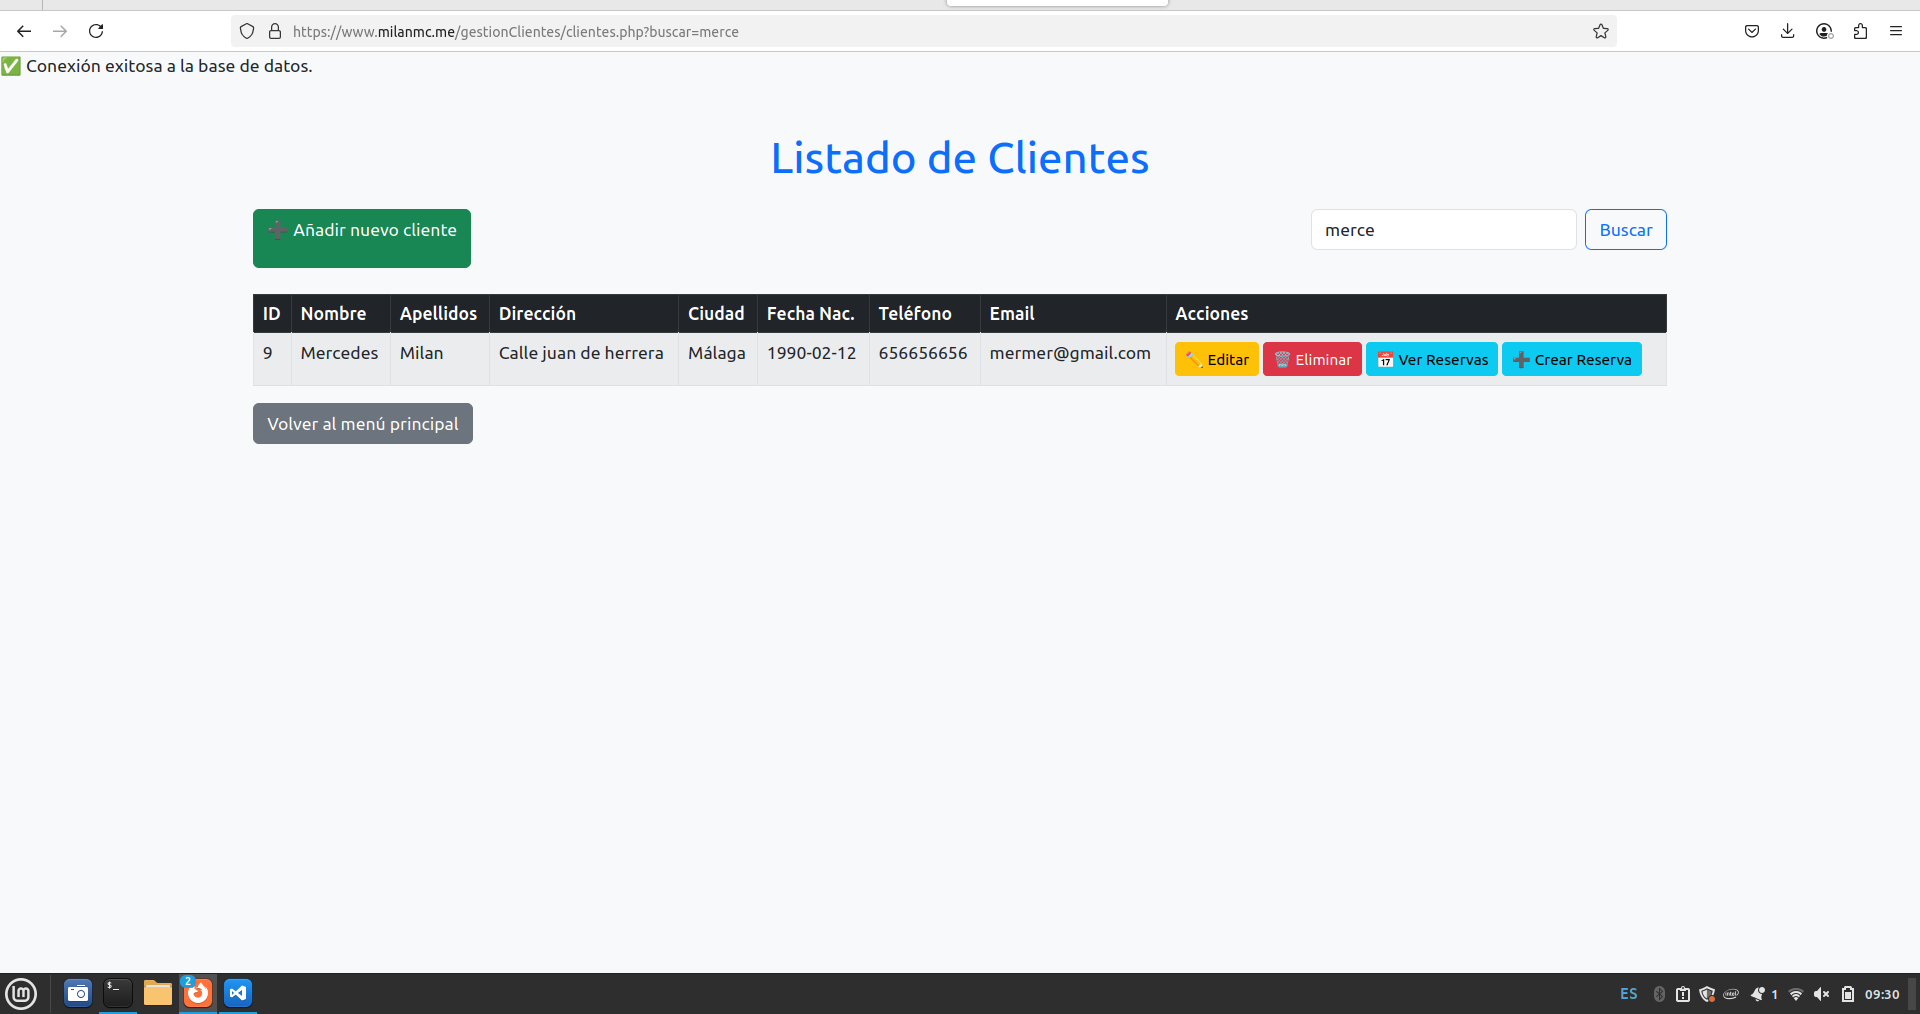 https://www.milanmc.me/gestionClientes/clientes.php?buscar=merce
✅ Conexión exitosa a la base de datos.
Listado de Clientes
➕ Añadir nuevo cliente
merce
Buscar
ID Nombre Apellidos Dirección Ciudad Fecha Nac. Teléfono Email Acciones
9 Mercedes Milan Calle juan de herrera Málaga 1990-02-12 656656656 mermer@gmail.com ✏️ Editar 🗑️ Eliminar 📅 Ver Reservas ➕ Crear Reserva
Volver al menú principal
2
ES
1
09:30